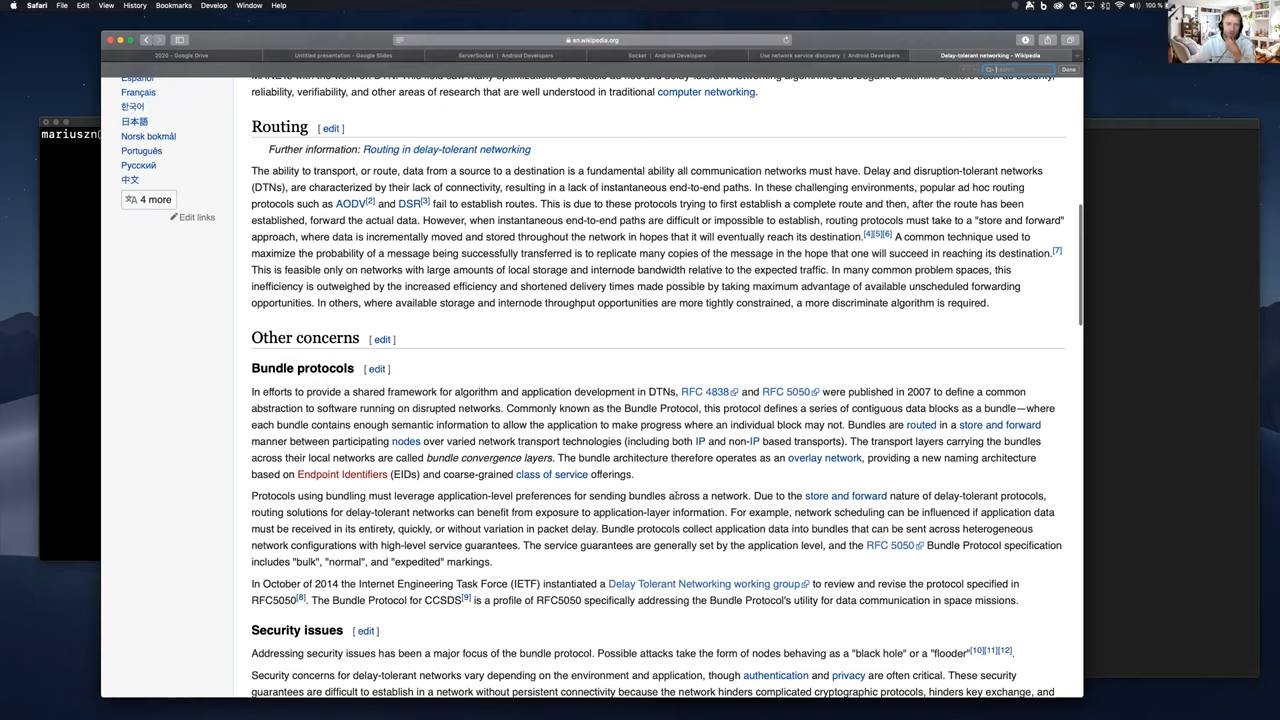 Safari File Edit View History Bookmarks Develop Window Help
100 %
en.wikipedia.org
2020 - Google Drive
Untitled presentation - Google Slides
ServerSocket | Android Developers
Socket | Android Developers
Use network service discovery | Android Developers
Delay-tolerant networking - Wikipedia
Done
mariuszn@
Español
Français
한국어
日本語
Norsk bokmål
Português
Русский
中文
4 more
Edit links
reliability, verifiability, and other areas of research that are well understood in traditional computer networking.
Routing [ edit ]
Further information: Routing in delay-tolerant networking
The ability to transport, or route, data from a source to a destination is a fundamental ability all communication networks must have. Delay and disruption-tolerant networks
(DTNs), are characterized by their lack of connectivity, resulting in a lack of instantaneous end-to-end paths. In these challenging environments, popular ad hoc routing
protocols such as AODV[2] and DSR[3] fail to establish routes. This is due to these protocols trying to first establish a complete route and then, after the route has been
established, forward the actual data. However, when instantaneous end-to-end paths are difficult or impossible to establish, routing protocols must take to a "store and forward"
approach, where data is incrementally moved and stored throughout the network in hopes that it will eventually reach its destination.[4][5][6] A common technique used to
maximize the probability of a message being successfully transferred is to replicate many copies of the message in the hope that one will succeed in reaching its destination.[7]
This is feasible only on networks with large amounts of local storage and internode bandwidth relative to the expected traffic. In many common problem spaces, this
inefficiency is outweighed by the increased efficiency and shortened delivery times made possible by taking maximum advantage of available unscheduled forwarding
opportunities. In others, where available storage and internode throughput opportunities are more tightly constrained, a more discriminate algorithm is required.
Other concerns [ edit ]
Bundle protocols [ edit ]
In efforts to provide a shared framework for algorithm and application development in DTNs, RFC 4838 and RFC 5050 were published in 2007 to define a common
abstraction to software running on disrupted networks. Commonly known as the Bundle Protocol, this protocol defines a series of contiguous data blocks as a bundle—where
each bundle contains enough semantic information to allow the application to make progress where an individual block may not. Bundles are routed in a store and forward
manner between participating nodes over varied network transport technologies (including both IP and non-IP based transports). The transport layers carrying the bundles
across their local networks are called bundle convergence layers. The bundle architecture therefore operates as an overlay network, providing a new naming architecture
based on Endpoint Identifiers (EIDs) and coarse-grained class of service offerings.
Protocols using bundling must leverage application-level preferences for sending bundles across a network. Due to the store and forward nature of delay-tolerant protocols,
routing solutions for delay-tolerant networks can benefit from exposure to application-layer information. For example, network scheduling can be influenced if application data
must be received in its entirety, quickly, or without variation in packet delay. Bundle protocols collect application data into bundles that can be sent across heterogeneous
network configurations with high-level service guarantees. The service guarantees are generally set by the application level, and the RFC 5050 Bundle Protocol specification
includes "bulk", "normal", and "expedited" markings.
In October of 2014 the Internet Engineering Task Force (IETF) instantiated a Delay Tolerant Networking working group to review and revise the protocol specified in
RFC5050[8]. The Bundle Protocol for CCSDS[9] is a profile of RFC5050 specifically addressing the Bundle Protocol's utility for data communication in space missions.
Security issues [ edit ]
Addressing security issues has been a major focus of the bundle protocol. Possible attacks take the form of nodes behaving as a "black hole" or a "flooder"[10][11][12].
Security concerns for delay-tolerant networks vary depending on the environment and application, though authentication and privacy are often critical. These security
guarantees are difficult to establish in a network without persistent connectivity because the network hinders complicated cryptographic protocols, hinders key exchange, and